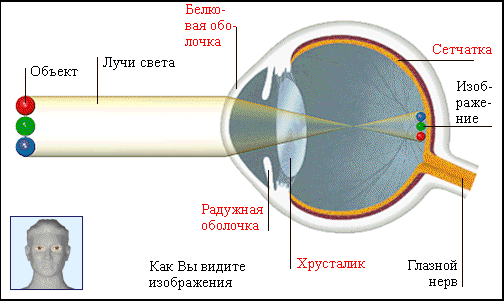 Белко-
вая обо-
лочка
Сетчатка
Лучи света
Объект
Изоб-
раже-
ние
Радужная
оболочка
Хрусталик
Глазной
нерв
Как Вы видите
изображения